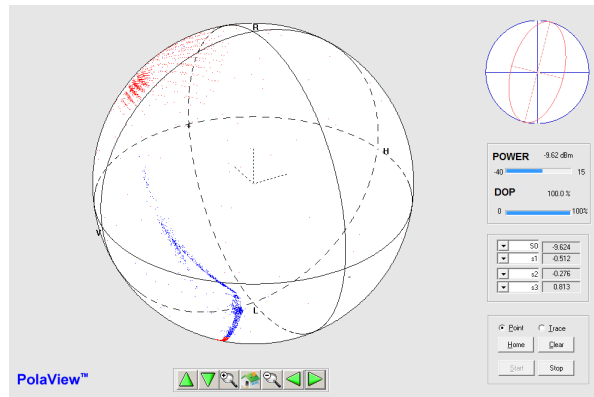 R
H
V
L
POWER -9.62 dBm
-40 15
DOP 100.0 %
0 100%
S0 -9.624
s1 -0.512
s2 -0.276
s3 0.813
Point Trace
Home Clear
Start Stop
PolaView™